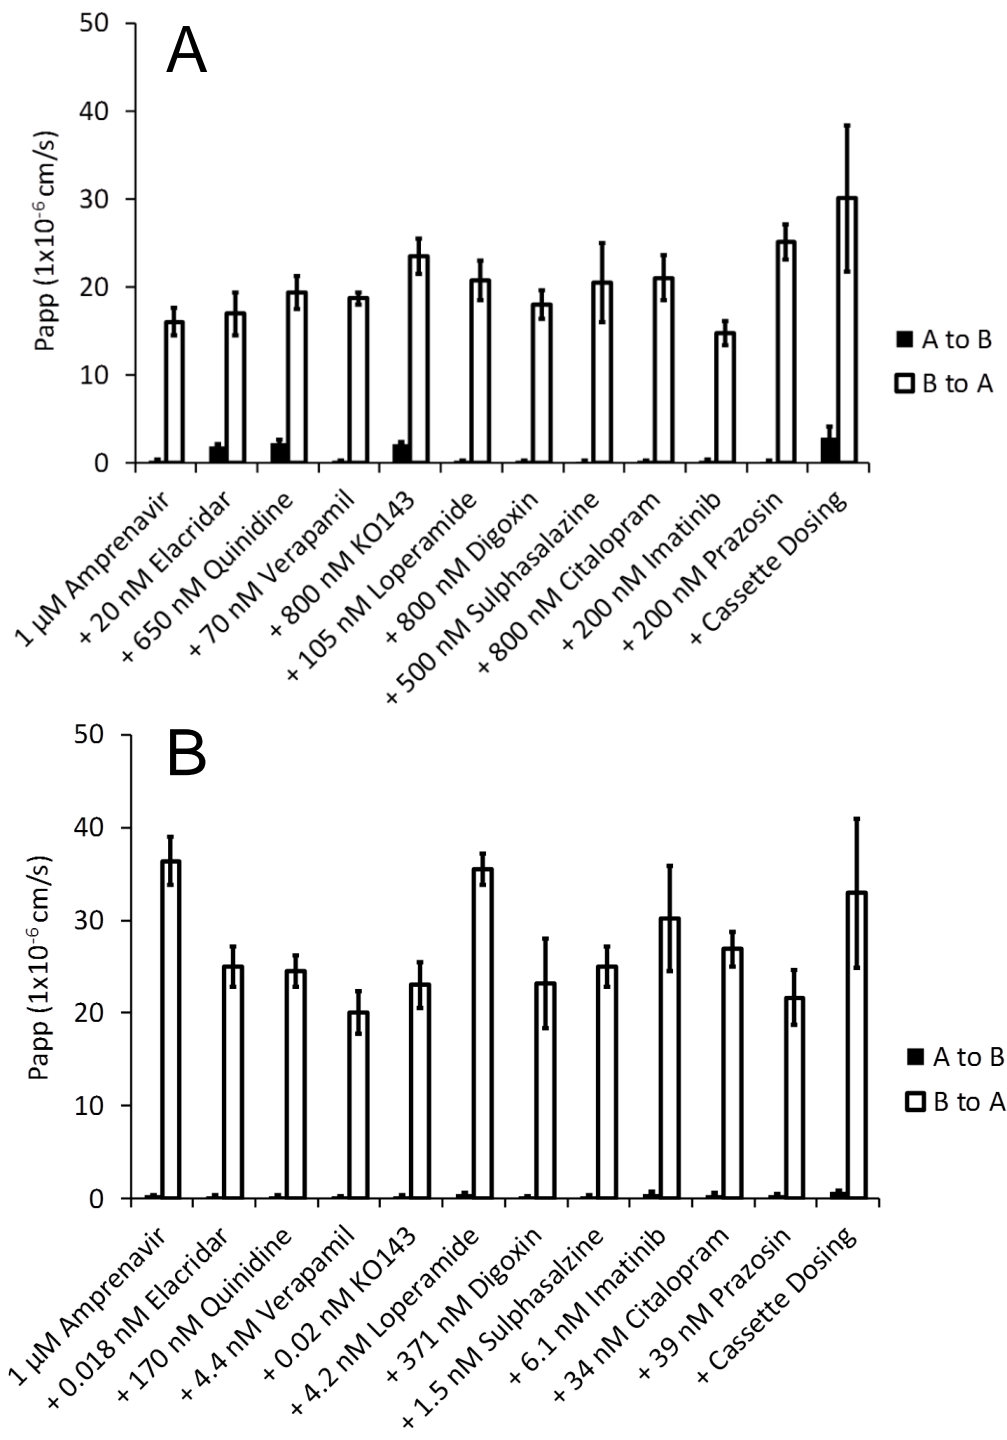 A
50
40
30
20
10
0
Papp (1x10⁻⁶ cm/s)
A to B
B to A
1 µM Amprenavir
+ 20 nM Elacridar
+ 650 nM Quinidine
+ 70 nM Verapamil
+ 800 nM KO143
+ 105 nM Loperamide
+ 800 nM Digoxin
+ 500 nM Sulphasalazine
+ 800 nM Citalopram
+ 200 nM Imatinib
+ 200 nM Prazosin
+ Cassette Dosing
B
50
40
30
20
10
0
Papp (1x10⁻⁶ cm/s)
A to B
B to A
1 µM Amprenavir
+ 0.018 nM Elacridar
+ 170 nM Quinidine
+ 4.4 nM Verapamil
+ 0.02 nM KO143
+ 4.2 nM Loperamide
+ 371 nM Digoxin
+ 1.5 nM Sulphasalzine
+ 6.1 nM Imatinib
+ 34 nM Citalopram
+ 39 nM Prazosin
+ Cassette Dosing